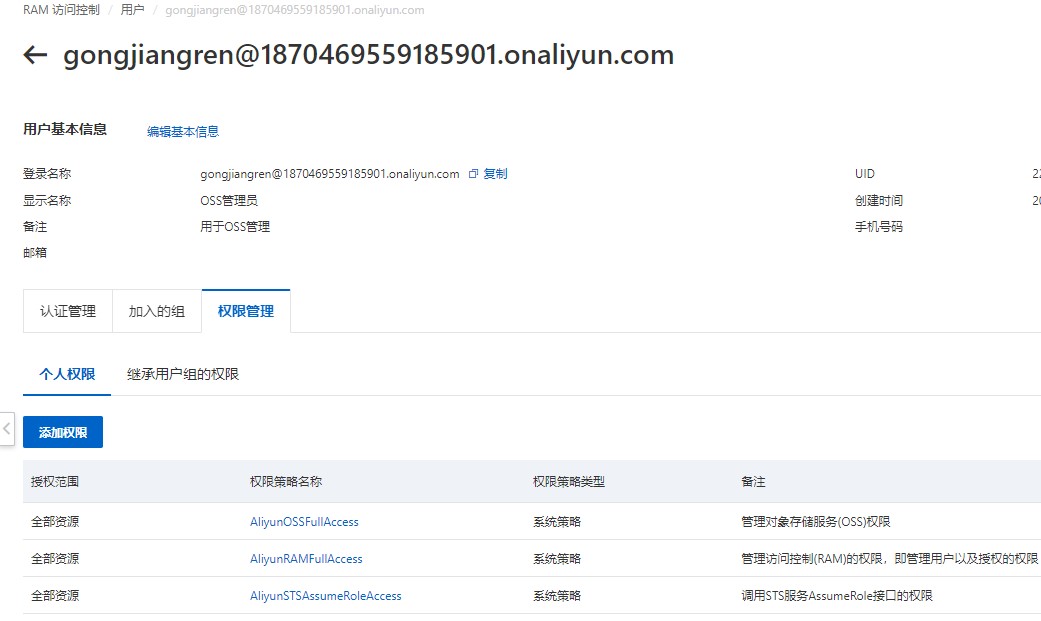 RAM 访问控制 / 用户 / gongjiangren@1870469559185901.onaliyun.com
← gongjiangren@1870469559185901.onaliyun.com
用户基本信息 编辑基本信息
登录名称 gongjiangren@1870469559185901.onaliyun.com 复制 UID 22
显示名称 OSS管理员 创建时间 20
备注 用于OSS管理 手机号码
邮箱
认证管理 加入的组 权限管理
个人权限 继承用户组的权限
添加权限
授权范围 权限策略名称 权限策略类型 备注
全部资源 AliyunOSSFullAccess 系统策略 管理对象存储服务(OSS)权限
全部资源 AliyunRAMFullAccess 系统策略 管理访问控制(RAM)的权限，即管理用户以及授权的权限
全部资源 AliyunSTSAssumeRoleAccess 系统策略 调用STS服务AssumeRole接口的权限